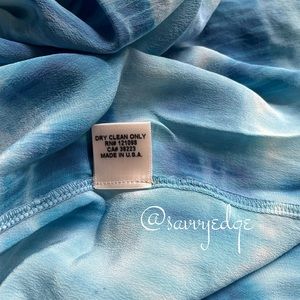 DRY CLEAN ONLY
RN# 121098
CA# 38223
MADE IN U.S.A.
@savvyedge